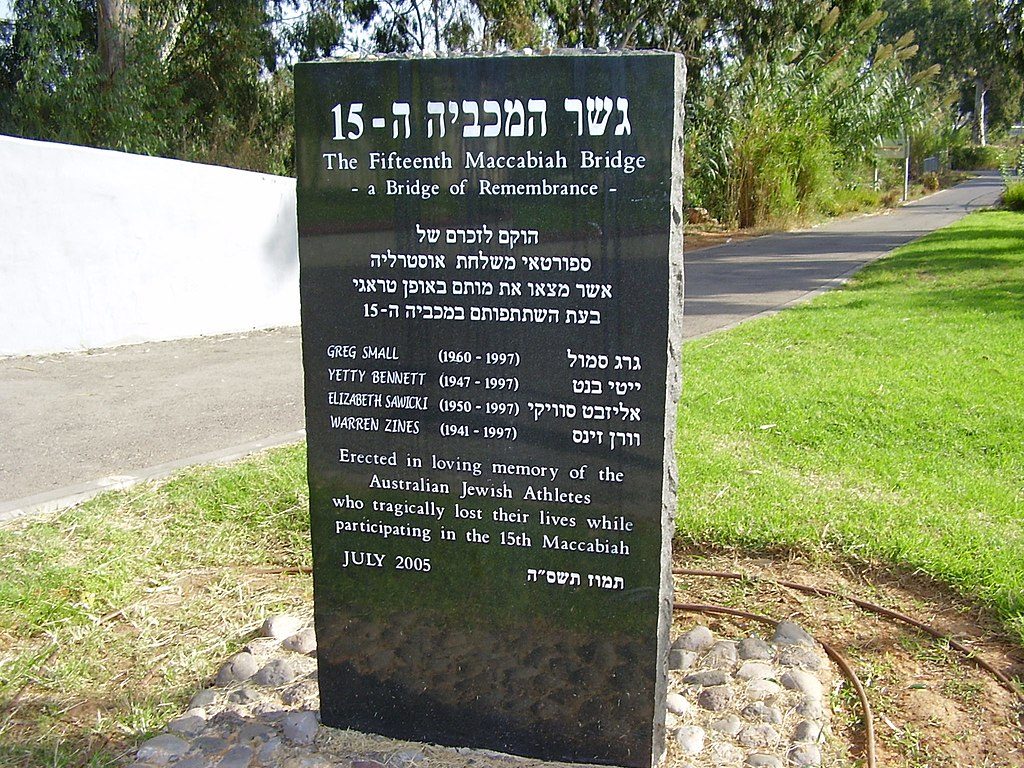 גשר המכביה ה-15
The Fifteenth Maccabiah Bridge
- a Bridge of Remembrance -
הוקם לזכרם של
ספורטאי משלחת אוסטרליה
אשר מצאו את מותם באופן טראגי
בעת השתתפותם במכביה ה-15
GREG SMALL (1960 - 1997) גרג סמול
YETTY BENNETT (1947 - 1997) ייטי בנט
ELIZABETH SAWICKI (1950 - 1997) אליזבט סוויקי
WARREN ZINES (1941 - 1997) וורן זינס
Erected in loving memory of the
Australian Jewish Athletes
who tragically lost their lives while
participating in the 15th Maccabiah
JULY 2005 תמוז תשס״ה